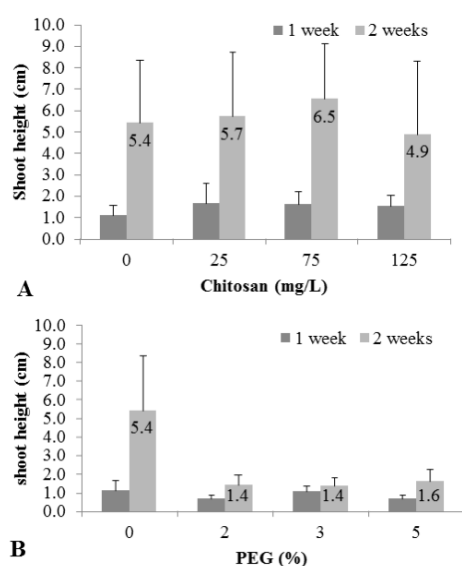 10.0
9.0
8.0
7.0
6.0
5.0
4.0
3.0
2.0
1.0
0.0
Shoot height (cm)
1 week 2 weeks
5.4 5.7 6.5 4.9
0 25 75 125
A Chitosan (mg/L)
10.0
9.0
8.0
7.0
6.0
5.0
4.0
3.0
2.0
1.0
0.0
shoot height (cm)
1 week 2 weeks
5.4 1.4 1.4 1.6
0 2 3 5
B PEG (%)